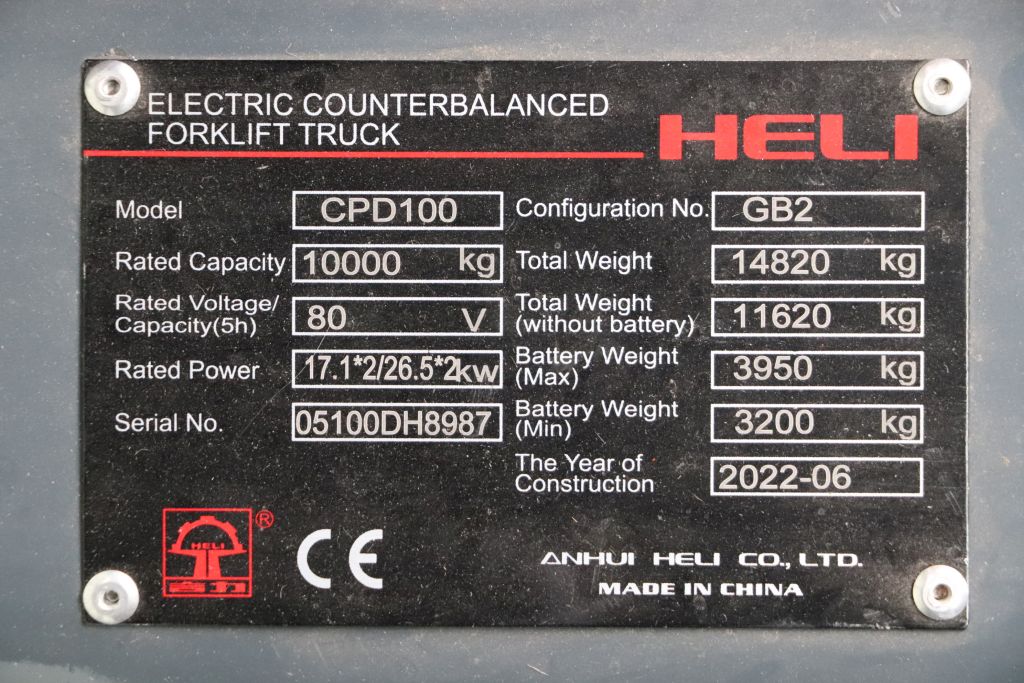 ELECTRIC COUNTERBALANCED
FORKLIFT TRUCK
HELI
Model CPD100 Configuration No. GB2
Rated Capacity 10000 kg Total Weight 14820 kg
Rated Voltage/
Capacity(5h) 80 V Total Weight
(without battery) 11620 kg
Rated Power 17.1*2/26.5*2kw Battery Weight
(Max) 3950 kg
Serial No. 05100DH8987 Battery Weight
(Min) 3200 kg
The Year of
Construction 2022-06
HELI ®
合力
CE
ANHUI HELI CO., LTD.
MADE IN CHINA